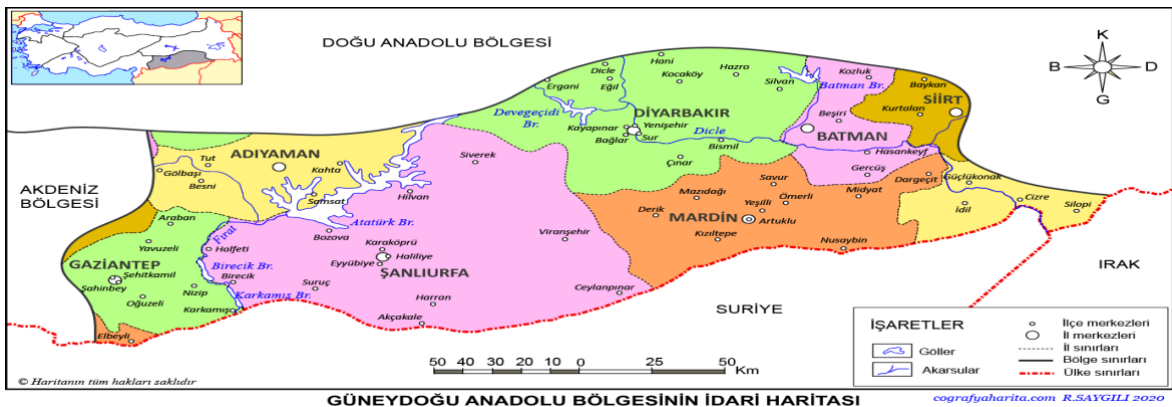 DOĞU ANADOLU BÖLGESİ
K
B
D
G
AKDENİZ
BÖLGESİ
Hani
Dicle
Hazro
Kocaköy
Ergani
Eğil
Silvan
Kozluk
Batman Br.
Baykan
Kurtalan
SİİRT
Devegeçidi
Br.
DİYARBAKIR
Kayapınar
Yenişehir
Bağlar
Sur
Dicle
Bismil
Çınar
Beşiri
BATMAN
Hasankeyf
Gercüş
ADIYAMAN
Tut
Gölbaşı
Besni
Kahta
Samsat
Siverek
Hilvan
Atatürk Br.
Bozova
Karaköprü
Haliliye
Eyyübiye
ŞANLIURFA
Viranşehir
Suruç
Harran
Akçakale
Ceylanpınar
Savur
Mazıdağı
Ömerli
Yeşilli
Derik
MARDİN
Artuklu
Kızıltepe
Nusaybin
Midyat
Dargeçit
Güçlükonak
Cizre
Silopi
İdil
Araban
Yavuzeli
Fırat
Halfeti
GAZİANTEP
Şehitkamil
Şahinbey
Birecik Br.
Birecik
Nizip
Oğuzeli
Karkamış Br.
Karkamış
Elbeyli
SURİYE
IRAK
50 40 30 20 10 0 25 50
Km
İŞARETLER
Göller
Akarsular
İlçe merkezleri
İl merkezleri
İl sınırları
Bölge sınırları
Ülke sınırları
© Haritanın tüm hakları saklıdır
GÜNEYDOĞU ANADOLU BÖLGESİNİN İDARİ HARİTASI
cografyaharita.com R.SAYGILI 2020